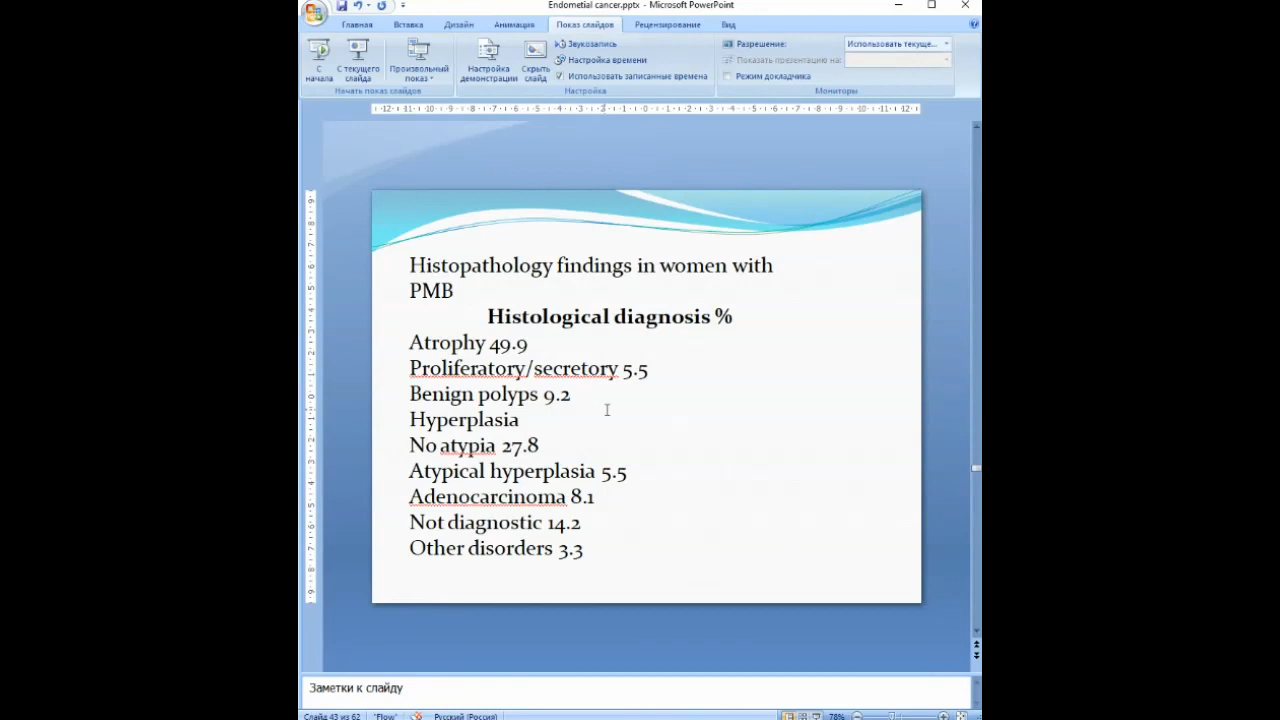 Endometial cancer.pptx - Microsoft PowerPoint
Главная Вставка Дизайн Анимация Показ слайдов Рецензирование Вид
С начала
С текущего слайда
Произвольный показ
Настройка демонстрации
Скрыть слайд
Звукозапись
Настройка времени
Использовать записанные времена
Разрешение: Использовать текуще...
Показать презентацию на:
Режим докладчика
Начать показ слайдов Настройка Мониторы
Histopathology findings in women with
PMB
Histological diagnosis %
Atrophy 49.9
Proliferatory/secretory 5.5
Benign polyps 9.2
Hyperplasia
No atypia 27.8
Atypical hyperplasia 5.5
Adenocarcinoma 8.1
Not diagnostic 14.2
Other disorders 3.3
Заметки к слайду
Слайд 43 из 62 "Flow" Русский (Россия) 78%